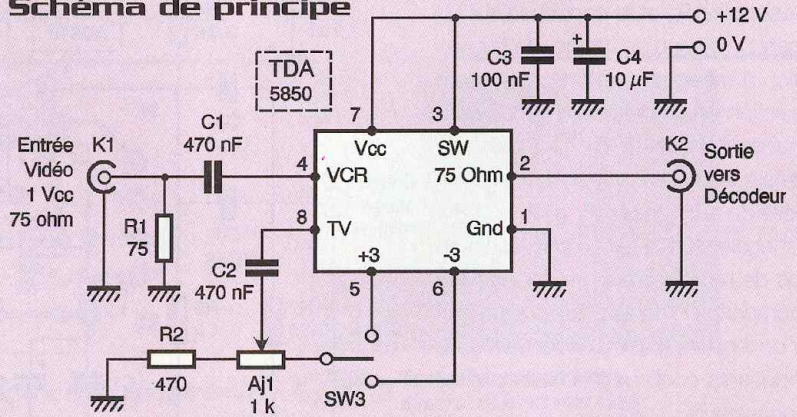 Schéma de principe
TDA
5850
+12 V
0 V
C3
100 nF
+
C4
10 µF
7
3
Entrée
Vidéo
1 Vcc
75 ohm
K1
C1
470 nF
4
Vcc
SW
VCR
75 Ohm
2
K2
Sortie
vers
Décodeur
R1
75
8
TV
Gnd
1
C2
470 nF
+3
-3
5
6
R2
470
Aj1
1 k
SW3